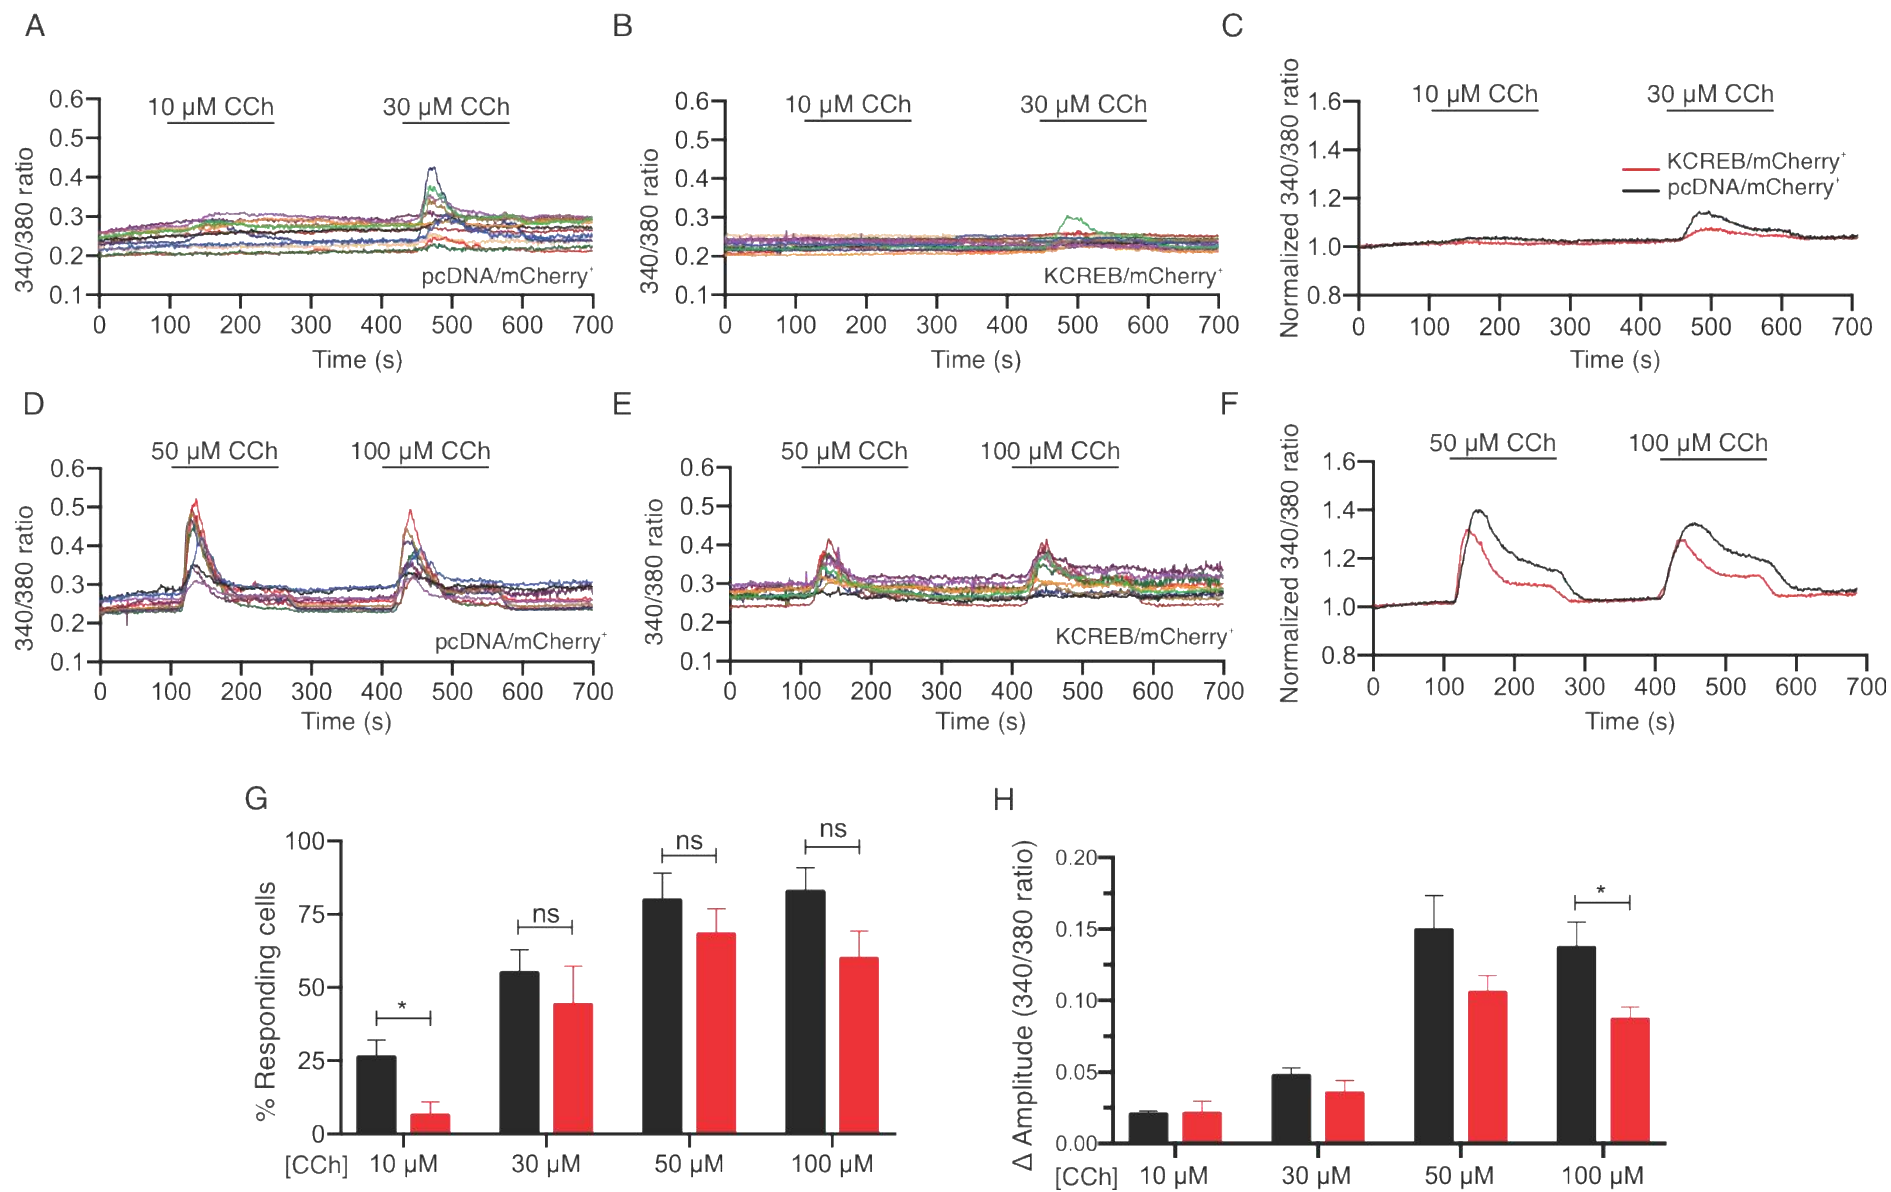 A
B
C
10 µM CCh
30 µM CCh
0.6
0.5
0.4
0.3
0.2
0.1
340/380 ratio
pcDNA/mCherry+
0 100 200 300 400 500 600 700
Time (s)
10 µM CCh
30 µM CCh
0.6
0.5
0.4
0.3
0.2
0.1
340/380 ratio
KCREB/mCherry+
0 100 200 300 400 500 600 700
Time (s)
10 µM CCh
30 µM CCh
1.6
1.4
1.2
1.0
0.8
Normalized 340/380 ratio
KCREB/mCherry+
pcDNA/mCherry+
0 100 200 300 400 500 600 700
Time (s)
D
E
F
50 µM CCh
100 µM CCh
0.6
0.5
0.4
0.3
0.2
0.1
340/380 ratio
pcDNA/mCherry+
0 100 200 300 400 500 600 700
Time (s)
50 µM CCh
100 µM CCh
0.6
0.5
0.4
0.3
0.2
0.1
340/380 ratio
KCREB/mCherry+
0 100 200 300 400 500 600 700
Time (s)
50 µM CCh
100 µM CCh
1.6
1.4
1.2
1.0
0.8
Normalized 340/380 ratio
0 100 200 300 400 500 600 700
Time (s)
G
100
75
50
25
0
% Responding cells
*
ns
ns
ns
[CCh] 10 µM 30 µM 50 µM 100 µM
H
0.20
0.15
0.10
0.05
0.00
Δ Amplitude (340/380 ratio)
*
[CCh] 10 µM 30 µM 50 µM 100 µM